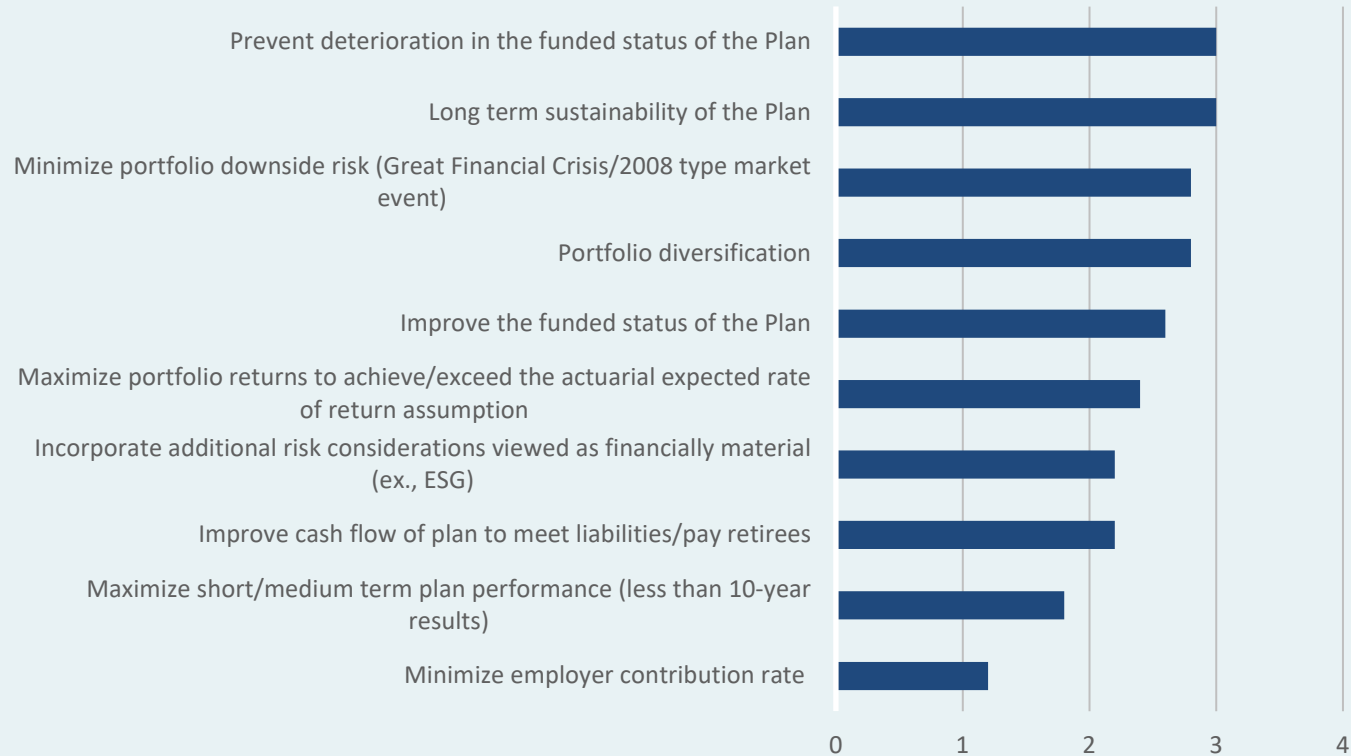 Prevent deterioration in the funded status of the Plan
Long term sustainability of the Plan
Minimize portfolio downside risk (Great Financial Crisis/2008 type market
event)
Portfolio diversification
Improve the funded status of the Plan
Maximize portfolio returns to achieve/exceed the actuarial expected rate
of return assumption
Incorporate additional risk considerations viewed as financially material
(ex., ESG)
Improve cash flow of plan to meet liabilities/pay retirees
Maximize short/medium term plan performance (less than 10-year
results)
Minimize employer contribution rate
0 1 2 3 4